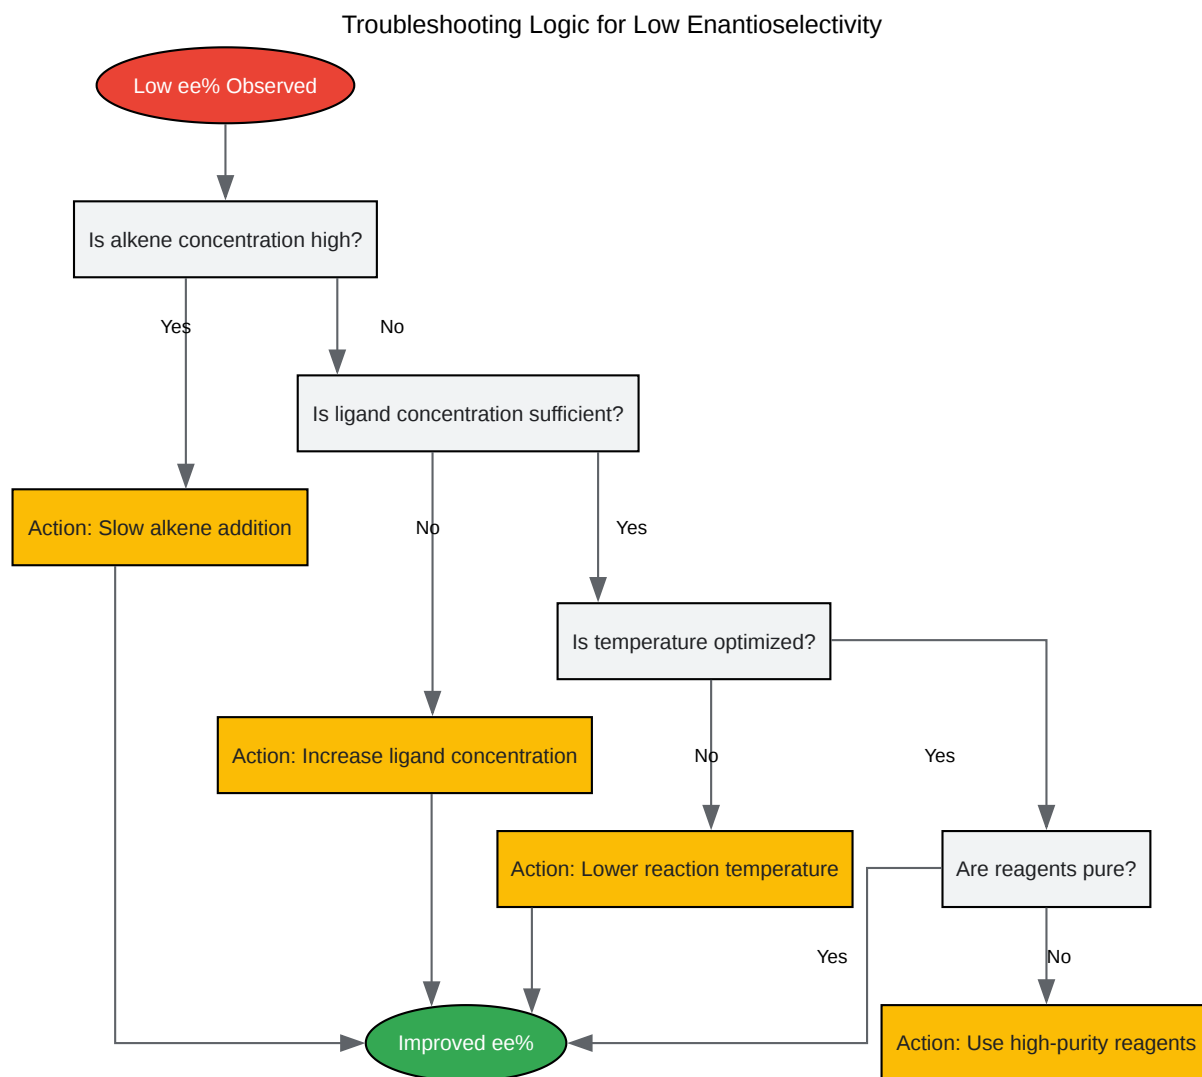 Troubleshooting Logic for Low Enantioselectivity
Low ee% Observed
Is alkene concentration high?
Yes
No
Is ligand concentration sufficient?
Action: Slow alkene addition
No
Yes
Is temperature optimized?
Action: Increase ligand concentration
No
Yes
Action: Lower reaction temperature
Are reagents pure?
Yes
No
Improved ee%
Action: Use high-purity reagents